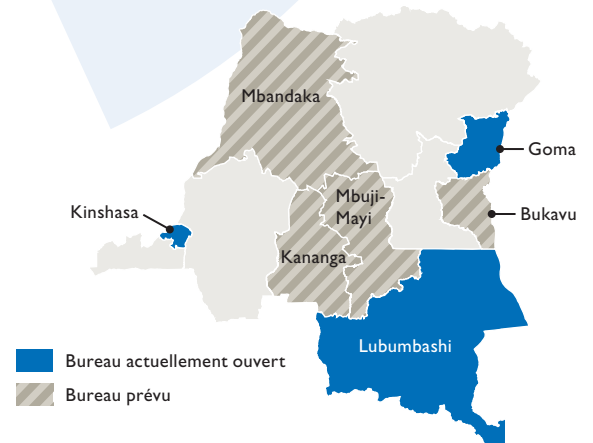 Mbandaka
Goma
Mbuji-
Mayi
Kinshasa
Bukavu
Kananga
Lubumbashi
Bureau actuellement ouvert
Bureau prévu